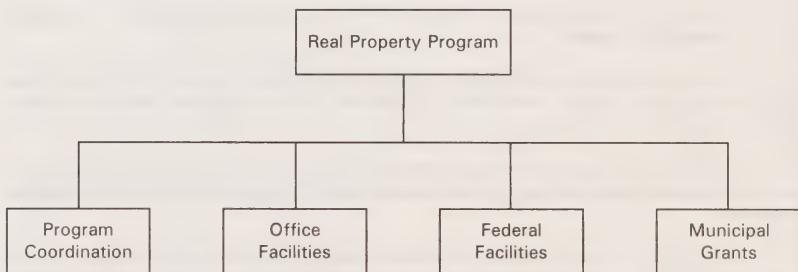 Real Property Program
Program
Coordination
Office
Facilities
Federal
Facilities
Municipal
Grants